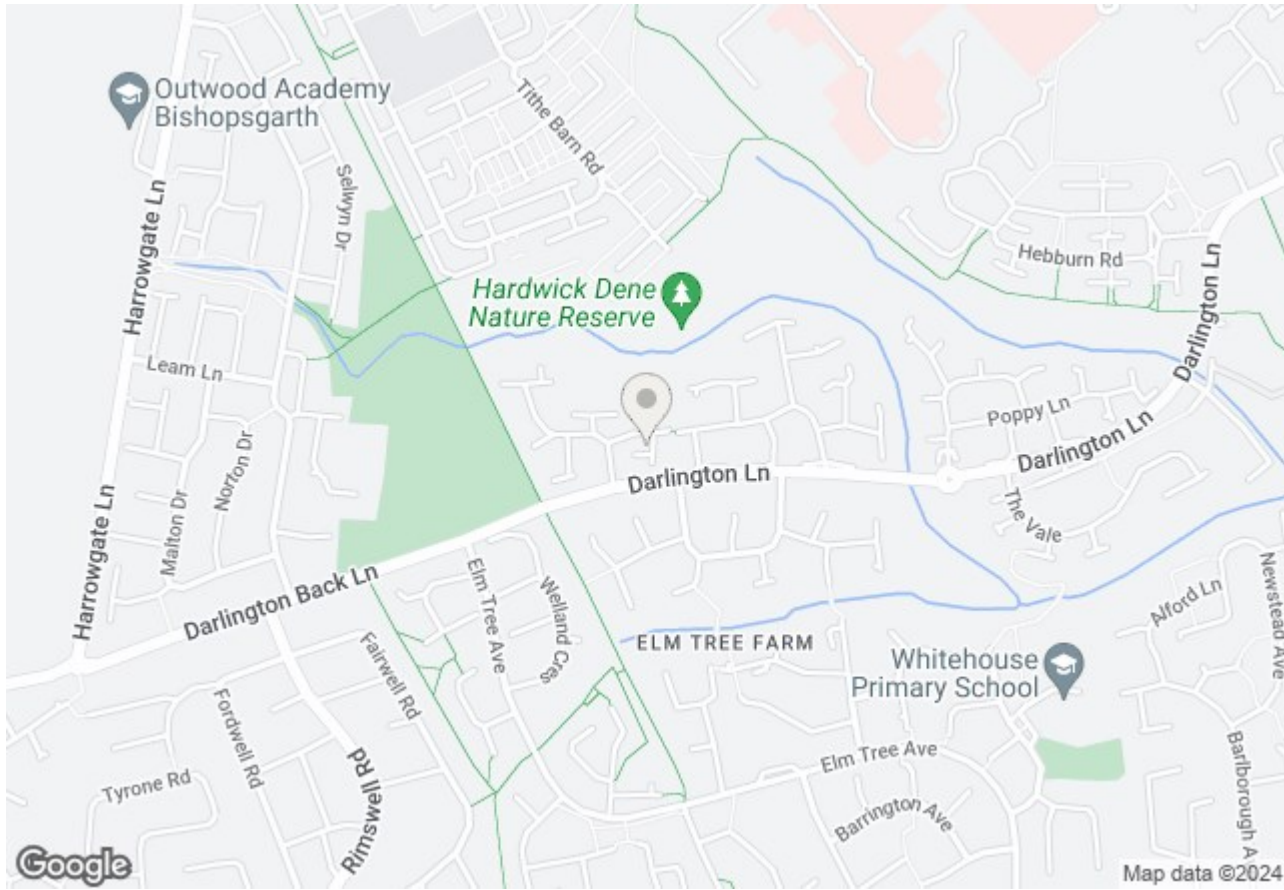 Outwood Academy
Bishopsgarth
Tithe Barn Rd
Selwyn Dr
Harrowgate Ln
Hardwick Dene
Nature Reserve
Hebburn Rd
Darlington Ln
Leam Ln
Poppy Ln
Norton Dr
Malton Dr
Darlington Ln
Darlington Ln
The Vale
Harrowgate Ln
Darlington Back Ln
Elm Tree Ave
Welland Cres
Newstead Ave
Alford Ln
ELM TREE FARM
Fairwell Rd
Whitehouse
Primary School
Fordwell Rd
Rimswell Rd
Tyrone Rd
Elm Tree Ave
Barrington Ave
Barlborough A
Google
Map data ©2024